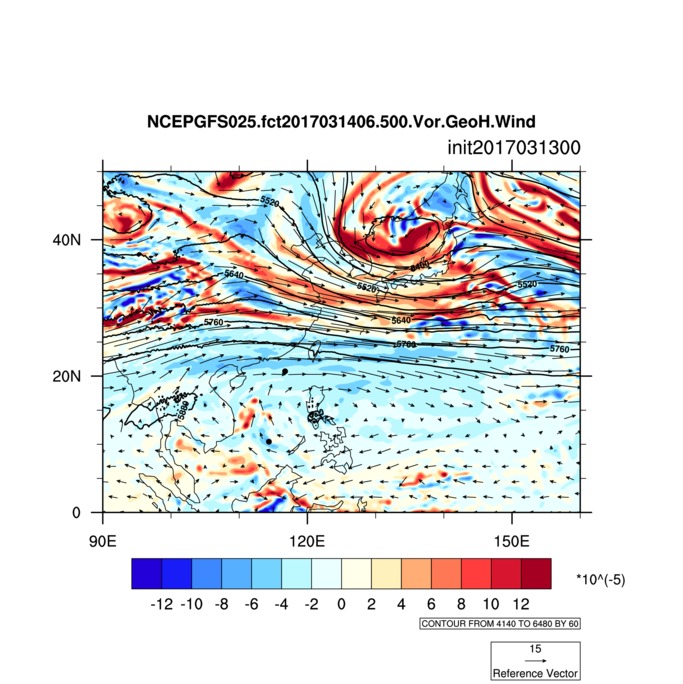 NCEPGFS025.fct2017031406.500.Vor.GeoH.Wind
init2017031300
5520
40N
5400
5640
5520
5520
5760
5640
5760
5760
20N
5880
0
90E
120E
150E
-12 -10 -8 -6 -4 -2 0 2 4 6 8 10 12
*10^(-5)
CONTOUR FROM 4140 TO 6480 BY 60
15
Reference Vector